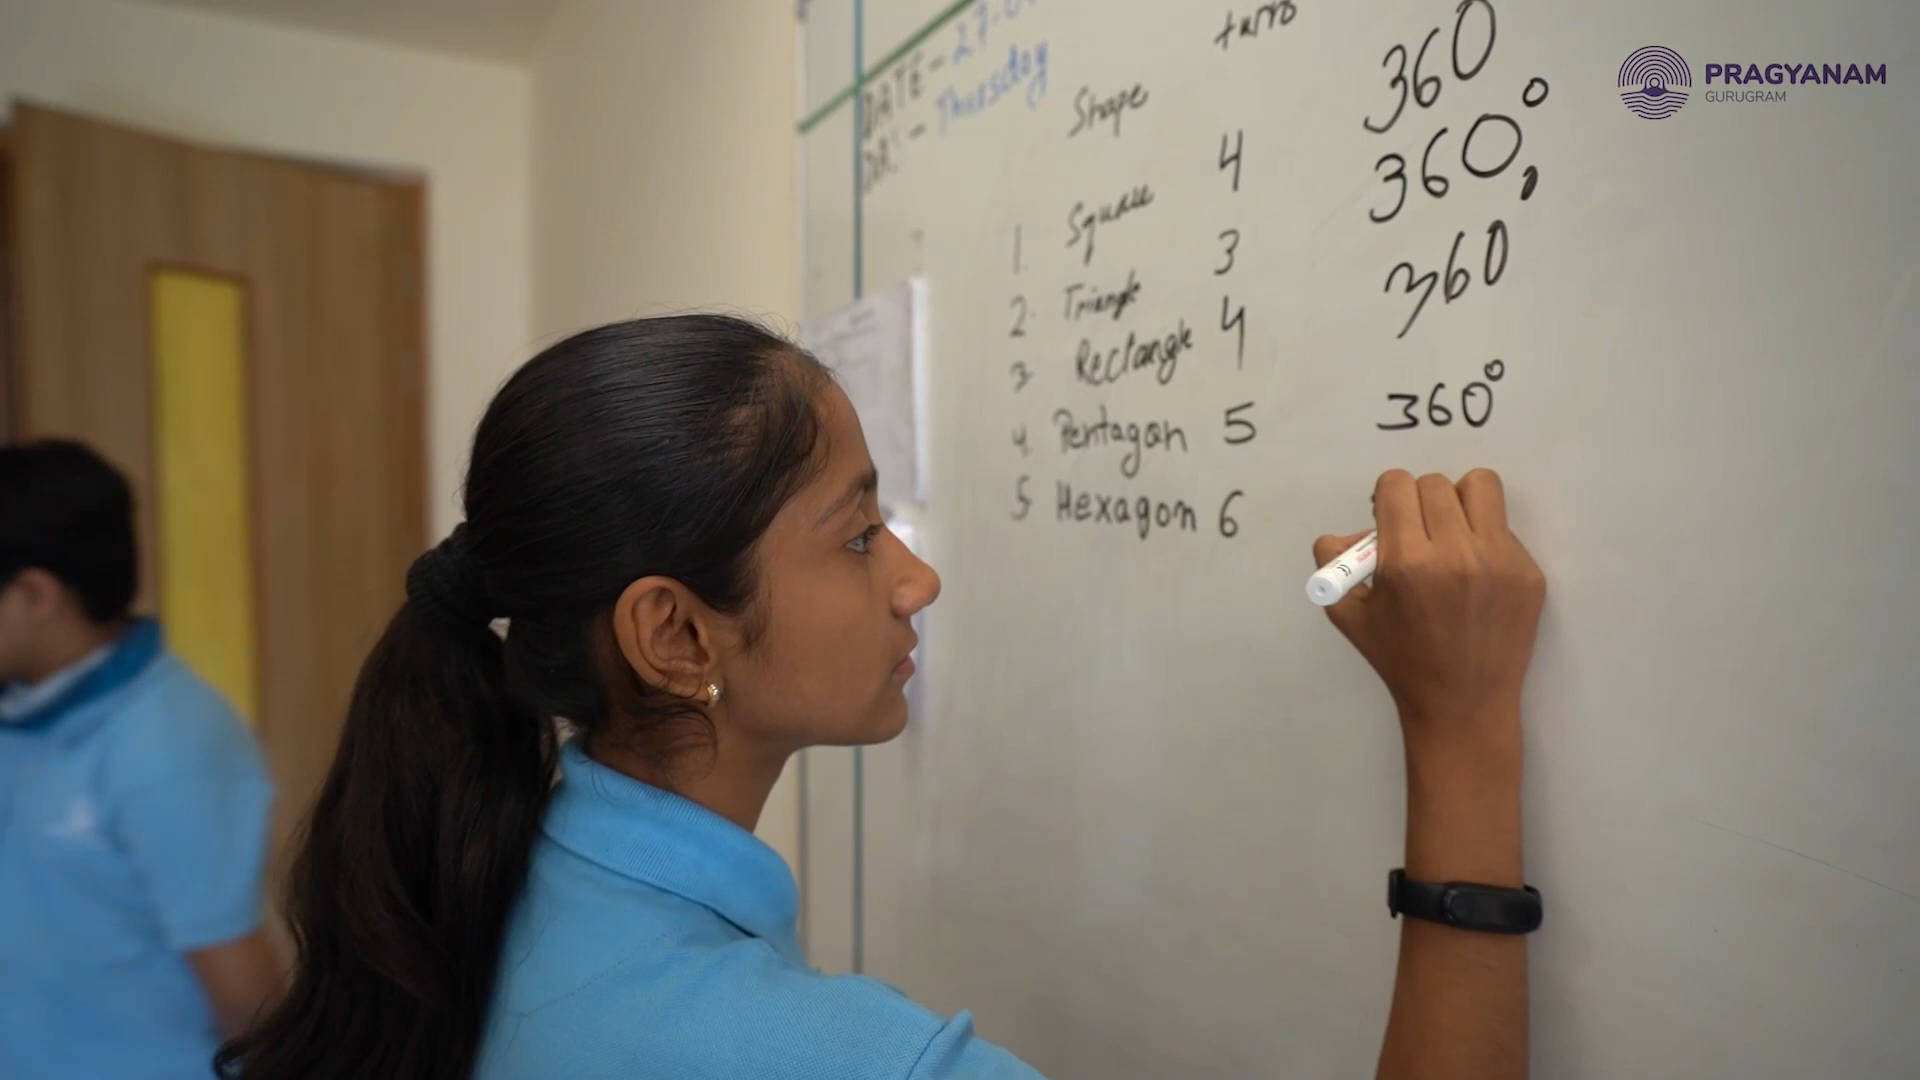 DATE - 27-0
DAY - Thursday
Shape turns
1. Square 4 360
2. Triangle 3 360°
3. Rectangle 4 360
4. Pentagon 5 360°
5 Hexagon 6
PRAGYANAM
GURUGRAM